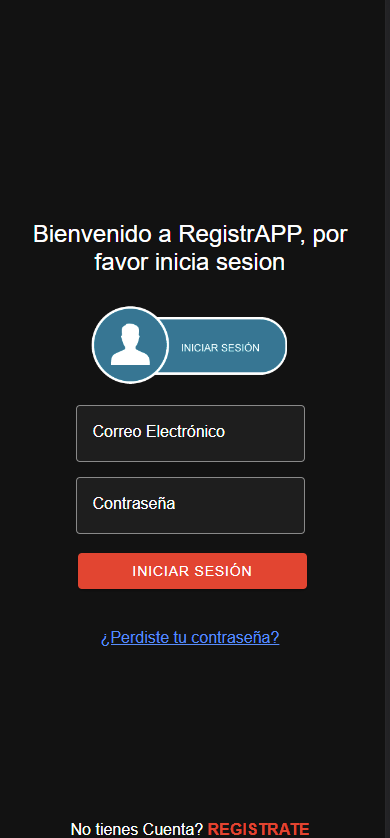 Bienvenido a RegistrAPP, por
favor inicia sesion
INICIAR SESIÓN
Correo Electrónico
Contraseña
INICIAR SESIÓN
¿Perdiste tu contraseña?
No tienes Cuenta? REGISTRATE